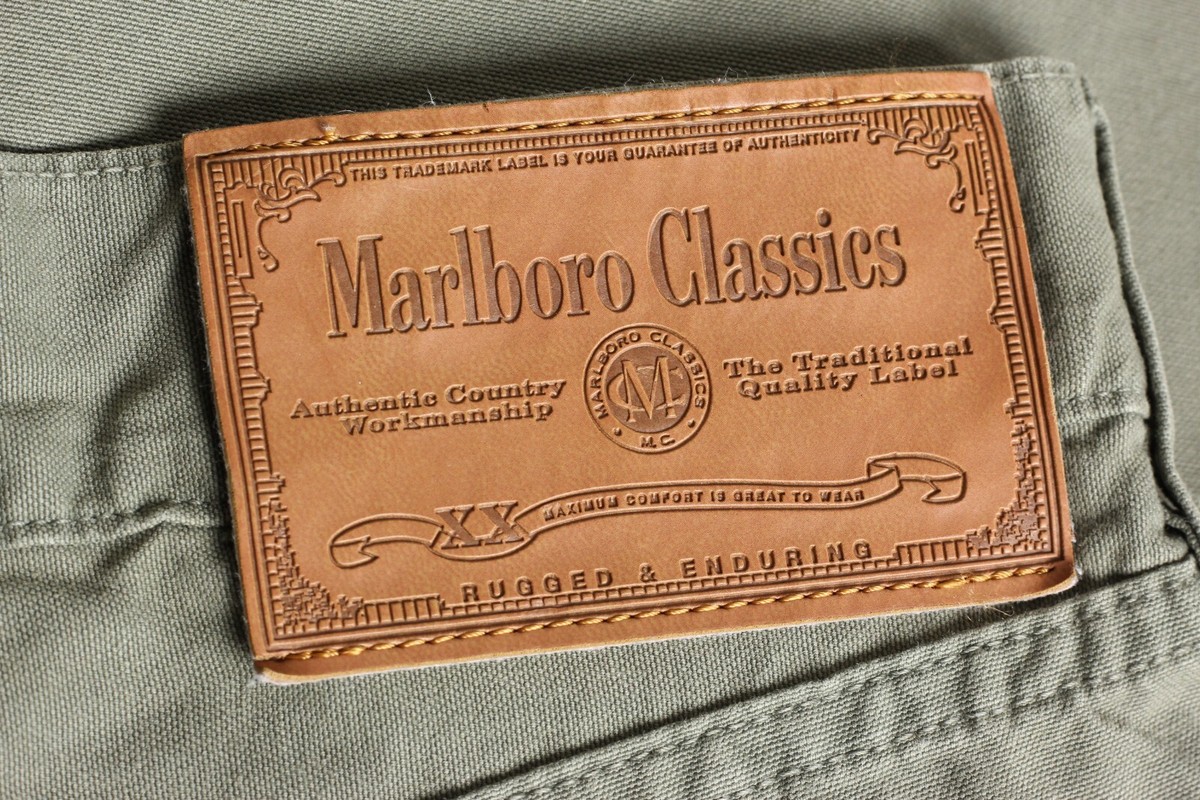 THIS TRADEMARK LABEL IS YOUR GUARANTEE OF AUTHENTICITY
Marlboro Classics
Authentic Country
Workmanship
MARLBORO CLASSICS
MC
M.C.
The Traditional
Quality Label
XX MAXIMUM COMFORT IS GREAT TO WEAR
RUGGED & ENDURING